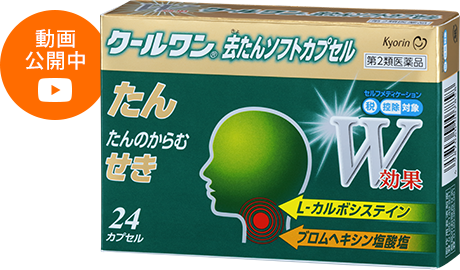 動画
公開中
クールワン® 去たんソフトカプセル
Kyorin
第2類医薬品
たん
たんのからむ
せき
セルフメディケーション
税 控除 対象
W
効果
L-カルボシステイン
ブロムヘキシン塩酸塩
24
カプセル